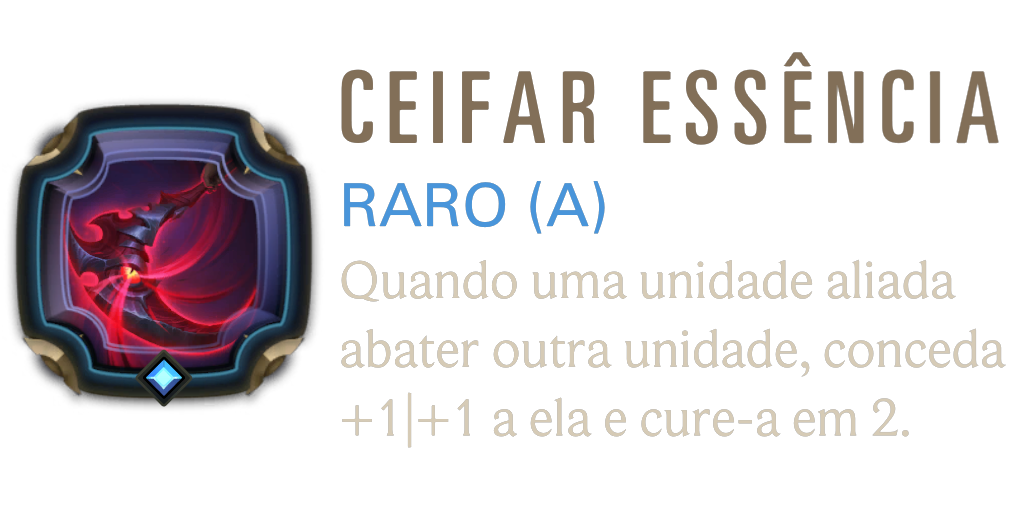 CEIFAR ESSÊNCIA
RARO (A)
Quando uma unidade aliada
abater outra unidade, conceda
+1|+1 a ela e cure-a em 2.